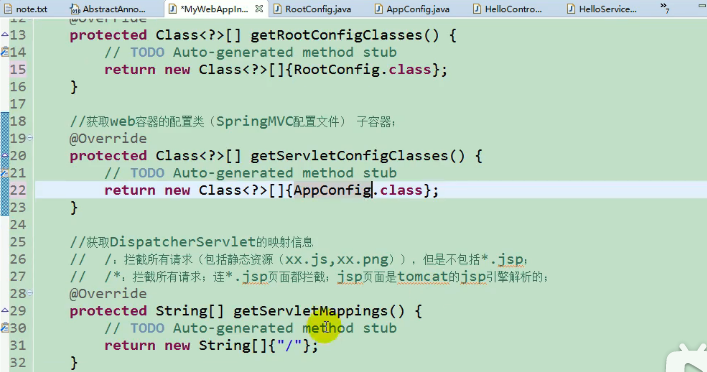 note.txt AbstractAnno... *MyWebAppIn... RootConfig.java AppConfig.java HelloContro... HelloService... »7
12 @Override
13 protected Class<?>[] getRootConfigClasses() {
14 // TODO Auto-generated method stub
15 return new Class<?>[]{RootConfig.class};
16 }
17
18 //获取web容器的配置类（SpringMVC配置文件） 子容器；
19 @Override
20 protected Class<?>[] getServletConfigClasses() {
21 // TODO Auto-generated method stub
22 return new Class<?>[]{AppConfig.class};
23 }
24
25 //获取DispatcherServlet的映射信息
26 // /：拦截所有请求（包括静态资源（xx.js,xx.png）），但是不包括*.jsp；
27 // /*：拦截所有请求；连*.jsp页面都拦截；jsp页面是tomcat的jsp引擎解析的；
28 @Override
29 protected String[] getServletMappings() {
30 // TODO Auto-generated method stub
31 return new String[]{"/"};
32 }